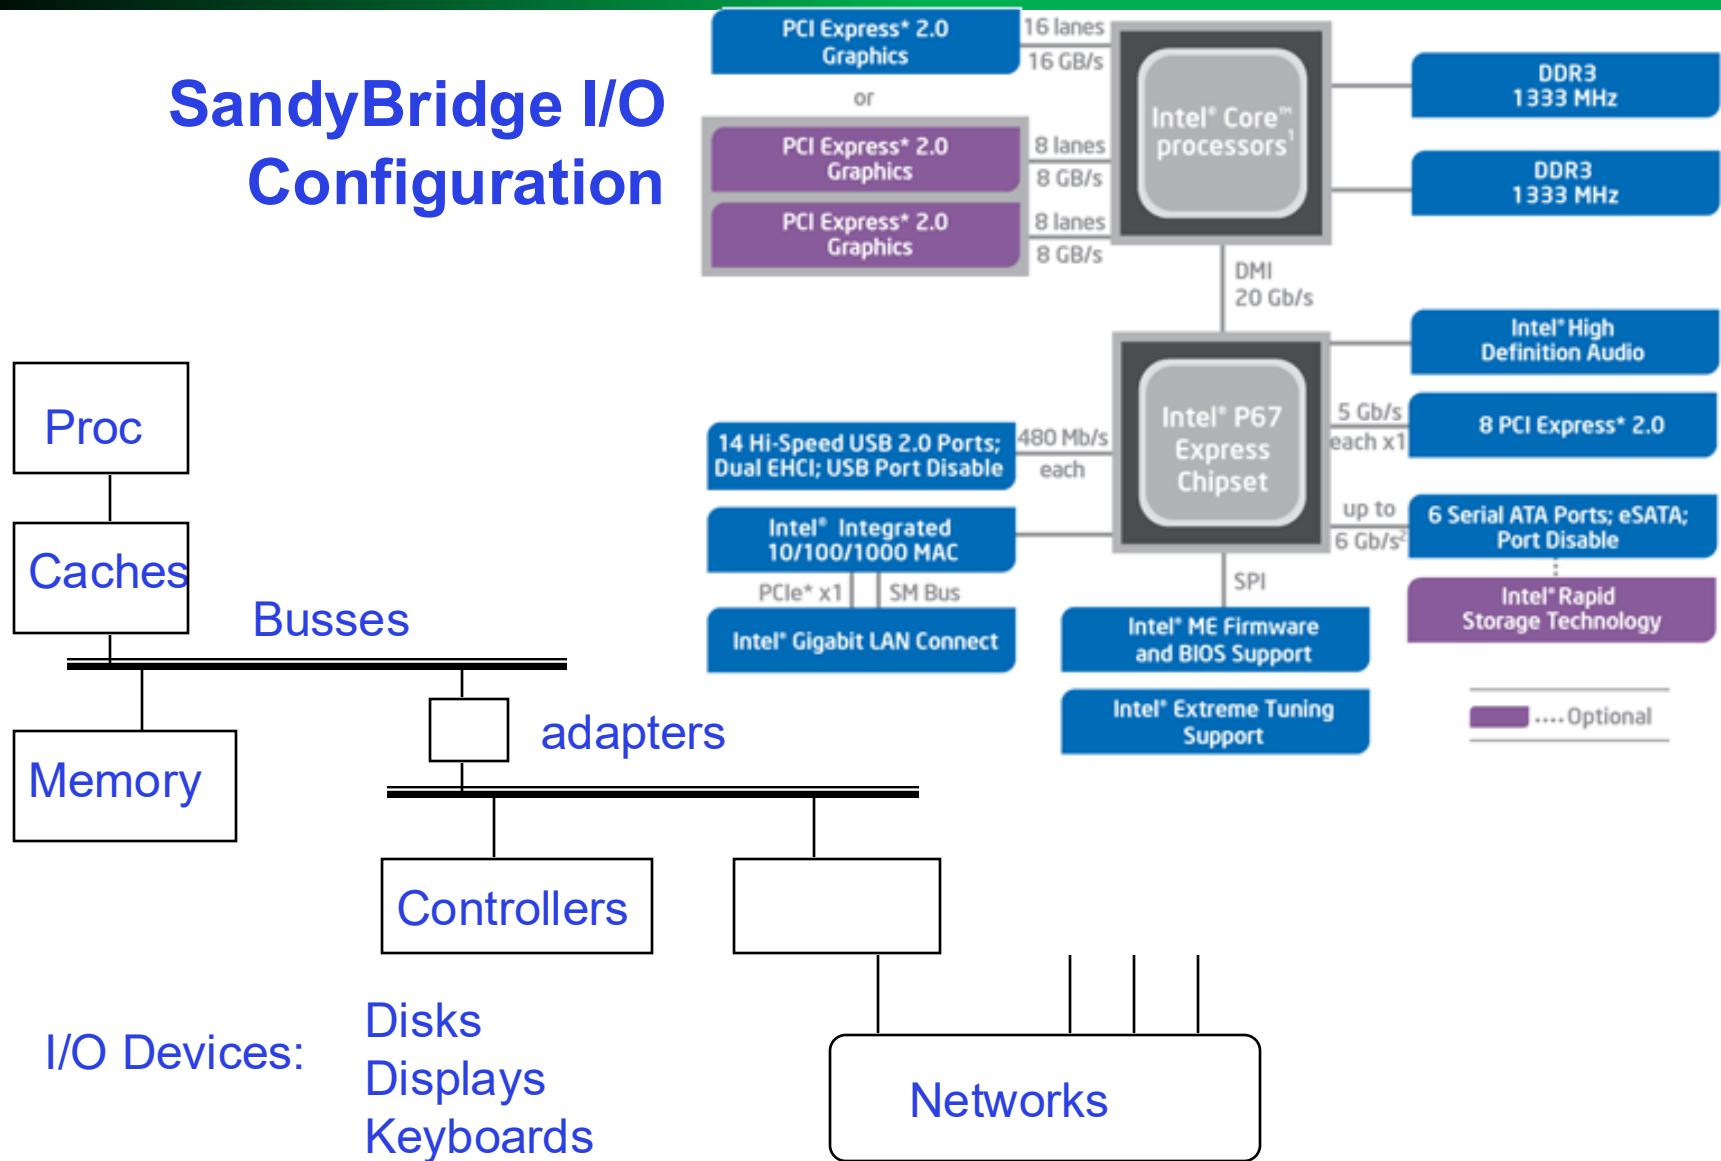 SandyBridge I/O
Configuration
PCI Express* 2.0
Graphics
16 lanes
16 GB/s
or
PCI Express* 2.0
Graphics
8 lanes
8 GB/s
PCI Express* 2.0
Graphics
8 lanes
8 GB/s
Intel® Core™
processors¹
DDR3
1333 MHz
DDR3
1333 MHz
DMI
20 Gb/s
Intel® P67
Express
Chipset
Intel® High
Definition Audio
5 Gb/s
each x1
8 PCI Express* 2.0
up to
6 Gb/s²
6 Serial ATA Ports; eSATA;
Port Disable
Intel® Rapid
Storage Technology
14 Hi-Speed USB 2.0 Ports;
Dual EHCI; USB Port Disable
480 Mb/s
each
Intel® Integrated
10/100/1000 MAC
PCIe* x1
SM Bus
Intel® Gigabit LAN Connect
SPI
Intel® ME Firmware
and BIOS Support
Intel® Extreme Tuning
Support
....Optional
Proc
Caches
Busses
Memory
adapters
Controllers
I/O Devices:
Disks
Displays
Keyboards
Networks